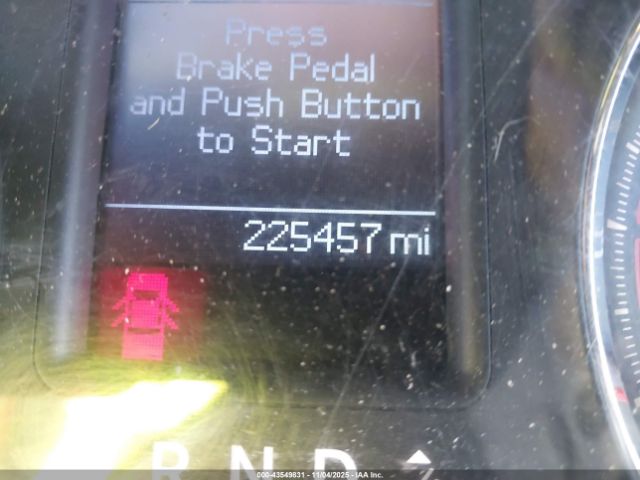 Press
Brake Pedal
and Push Button
to Start
225457 mi
R N D
000-43549831 - 11/04/2025 - IAA Inc.